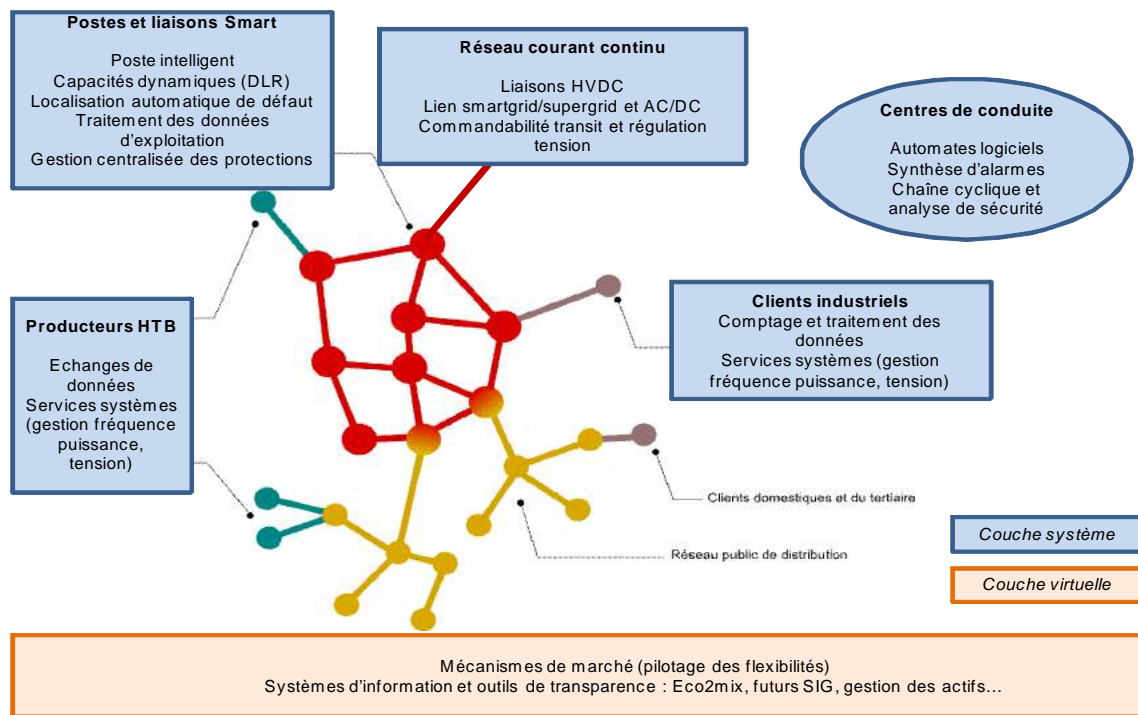 Postes et liaisons Smart
Poste intelligent
Capacités dynamiques (DLR)
Localisation automatique de défaut
Traitement des données
d'exploitation
Gestion centralisée des protections
Réseau courant continu
Liaisons HVDC
Lien smartgrid/supergrid et AC/DC
Commandabilité transit et régulation
tension
Centres de conduite
Automates logiciels
Synthèse d'alarmes
Chaîne cyclique et
analyse de sécurité
Producteurs HTB
Echanges de
données
Services systèmes
(gestion fréquence
puissance,
tension)
Clients industriels
Comptage et traitement des
données
Services systèmes (gestion
fréquence puissance, tension)
Clients domestiques et du tertiaire
Réseau public de distribution
Couche système
Couche virtuelle
Mécanismes de marché (pilotage des flexibilités)
Systèmes d'information et outils de transparence : Eco2mix, futurs SIG, gestion des actifs…